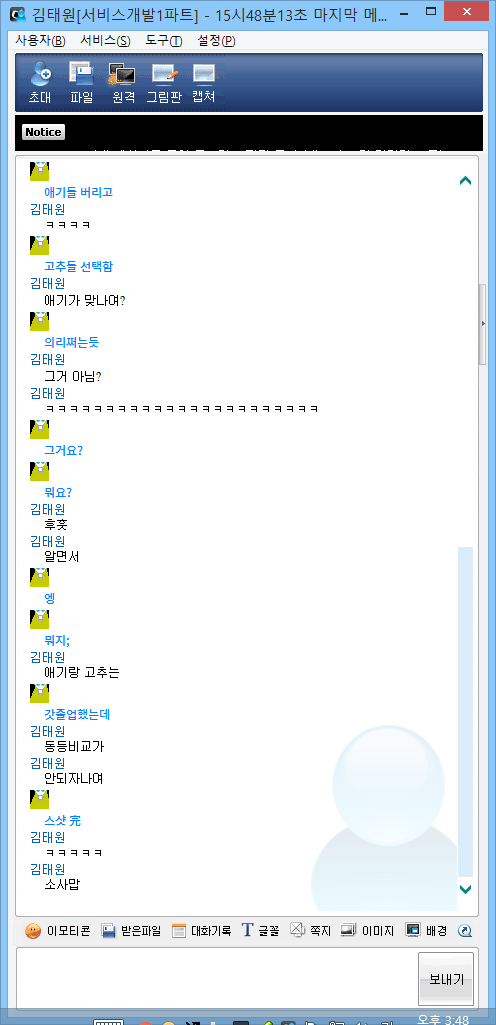 김태원[서비스개발1파트] - 15시48분13초 마지막 메...
사용자(B) 서비스(S) 도구(T) 설정(P)
초대 파일 원격 그림판 캡쳐
Notice
애기들 버리고
김태원
ㅋㅋㅋㅋ
고추들 선택함
김태원
애기가 맞나여?
의리쩌는듯
김태원
그거 아님?
김태원
ㅋㅋㅋㅋㅋㅋㅋㅋㅋㅋㅋㅋㅋㅋㅋㅋㅋㅋㅋㅋㅋㅋㅋ
그거요?
뭐요?
김태원
후훗
김태원
알면서
엥
뭐지;
김태원
애기랑 고추는
갓졸업했는데
김태원
동등비교가
김태원
안되자나여
스샷 完
김태원
ㅋㅋㅋㅋㅋ
김태원
소사맙
이모티콘 받은파일 대화기록 글꼴 쪽지 이미지 배경
보내기
오후 3:48